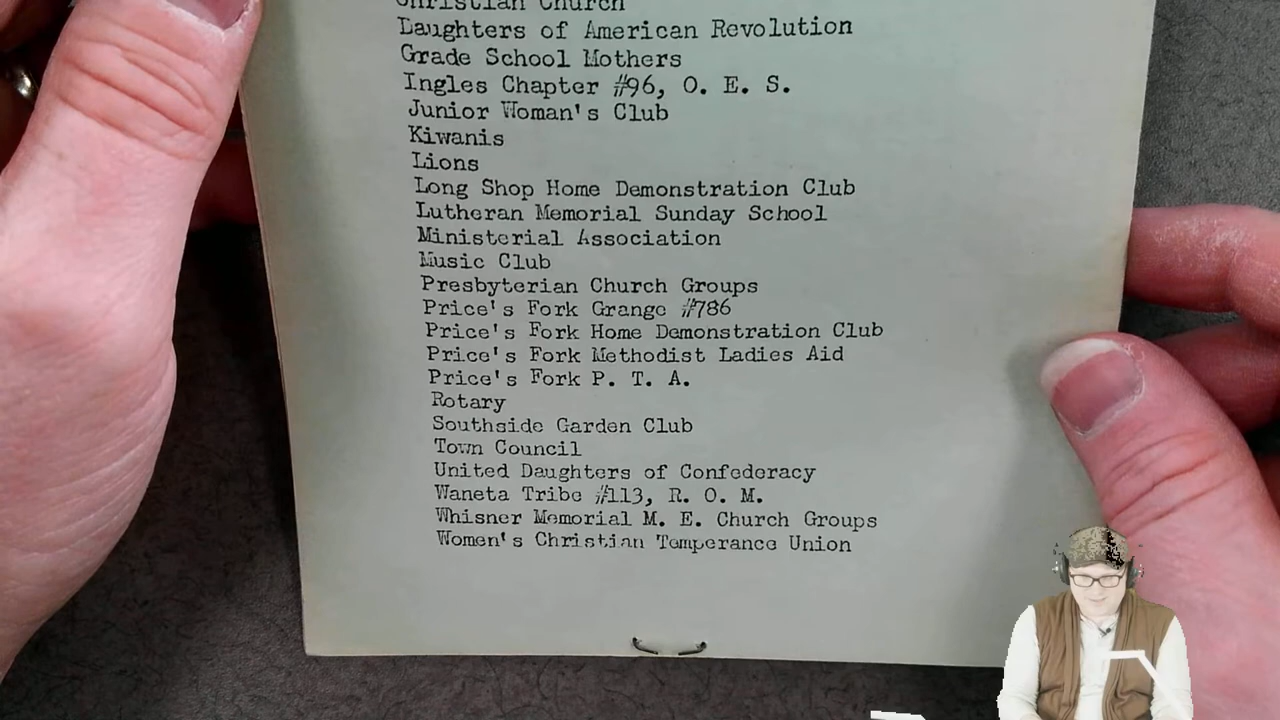 Christian Church
Daughters of American Revolution
Grade School Mothers
Ingles Chapter #96, O. E. S.
Junior Woman's Club
Kiwanis
Lions
Long Shop Home Demonstration Club
Lutheran Memorial Sunday School
Ministerial Association
Music Club
Presbyterian Church Groups
Price's Fork Grange #786
Price's Fork Home Demonstration Club
Price's Fork Methodist Ladies Aid
Price's Fork P. T. A.
Rotary
Southside Garden Club
Town Council
United Daughters of Confederacy
Waneta Tribe #113, R. O. M.
Whisner Memorial M. E. Church Groups
Women's Christian Temperance Union